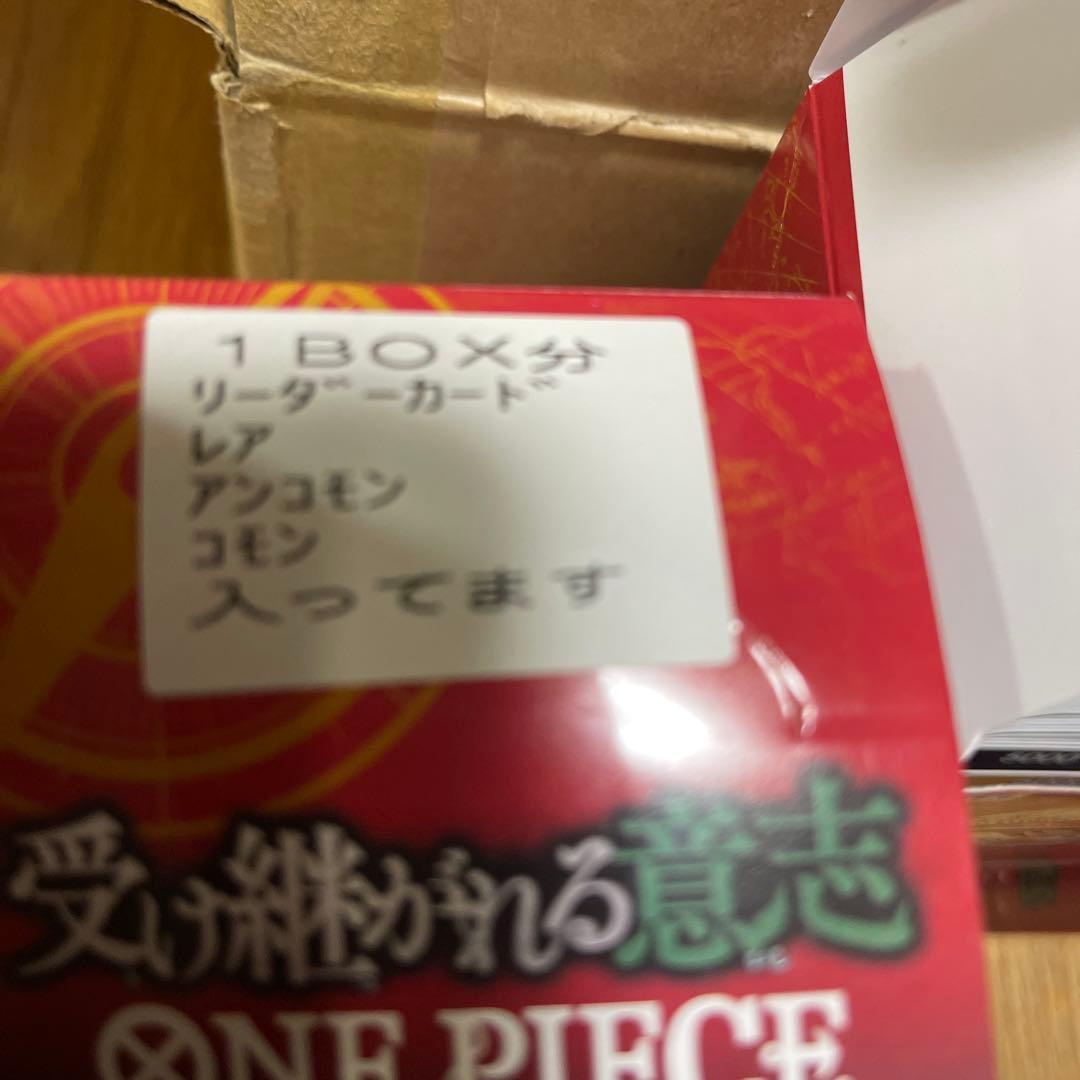 1BOX分
リーダーカード
レア
アンコモン
コモン
入ってます
受け継がれる意志
ONE PIECE
5000